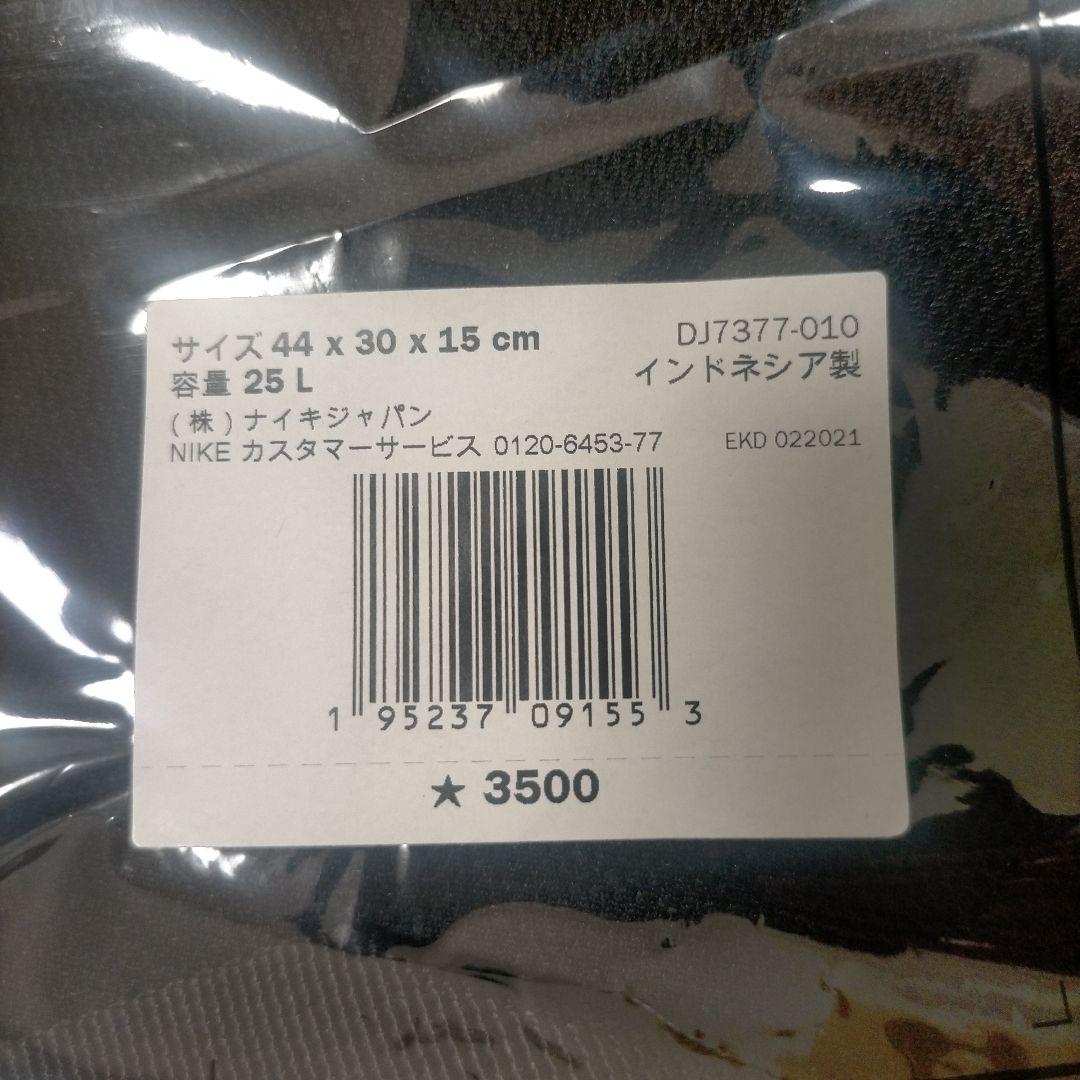 サイズ 44 x 30 x 15 cm DJ7377-010
容量 25 L インドネシア製
(株)ナイキジャパン
NIKE カスタマーサービス 0120-6453-77 EKD 022021
1 95237 09155 3
★ 3500